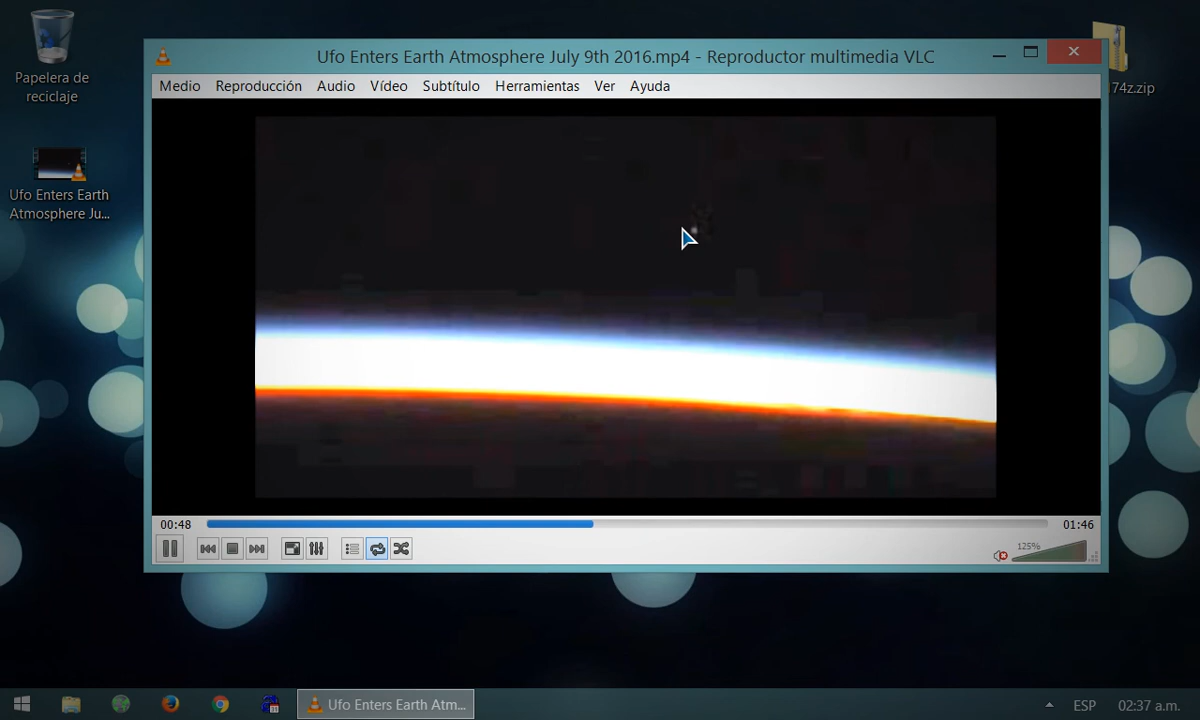 Papelera de
reciclaje
Ufo Enters Earth
Atmosphere Ju...
Ufo Enters Earth Atmosphere July 9th 2016.mp4 - Reproductor multimedia VLC
174z.zip
Medio Reproducción Audio Vídeo Subtítulo Herramientas Ver Ayuda
00:48 01:46
125%
Ufo Enters Earth Atm...
ESP 02:37 a.m.